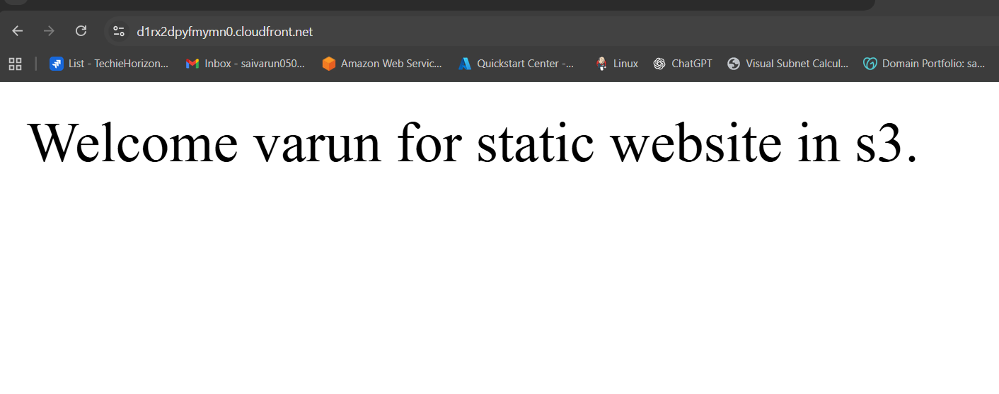 d1rx2dpyfmymn0.cloudfront.net
List - TechieHorizon... Inbox - saivarun050... Amazon Web Servic... Quickstart Center -... Linux ChatGPT Visual Subnet Calcul... Domain Portfolio: sa...
Welcome varun for static website in s3.